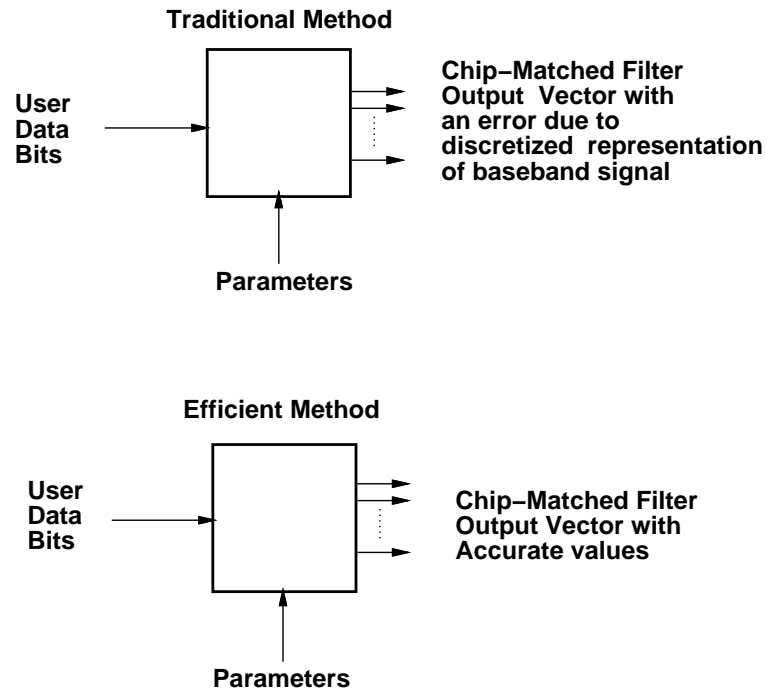 Traditional Method
User
Data
Bits
Chip−Matched Filter
Output Vector with
an error due to
discretized representation
of baseband signal
Parameters
Efficient Method
User
Data
Bits
Chip−Matched Filter
Output Vector with
Accurate values
Parameters